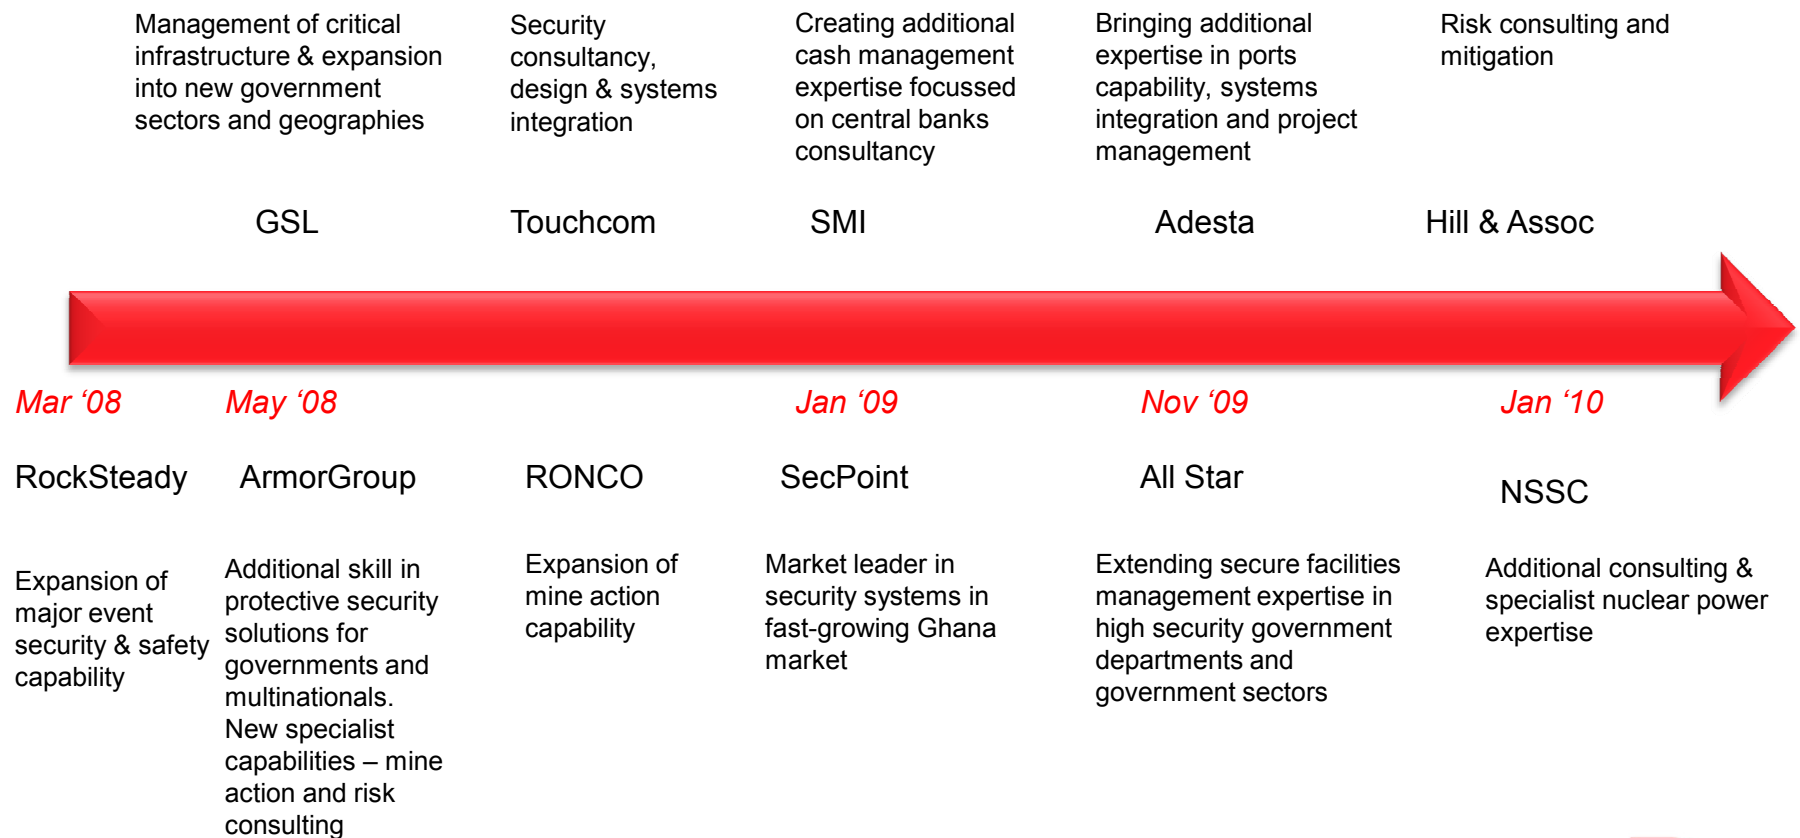 Management of critical
infrastructure & expansion
into new government
sectors and geographies
Security
consultancy,
design & systems
integration
Creating additional
cash management
expertise focussed
on central banks
consultancy
Bringing additional
expertise in ports
capability, systems
integration and project
management
Risk consulting and
mitigation
GSL
Touchcom
SMI
Adesta
Hill & Assoc
Mar ‘08
May ‘08
Jan ‘09
Nov ‘09
Jan ‘10
RockSteady
ArmorGroup
RONCO
SecPoint
All Star
NSSC
Expansion of
major event
security & safety
capability
Additional skill in
protective security
solutions for
governments and
multinationals.
New specialist
capabilities – mine
action and risk
consulting
Expansion of
mine action
capability
Market leader in
security systems in
fast-growing Ghana
market
Extending secure facilities
management expertise in
high security government
departments and
government sectors
Additional consulting &
specialist nuclear power
expertise